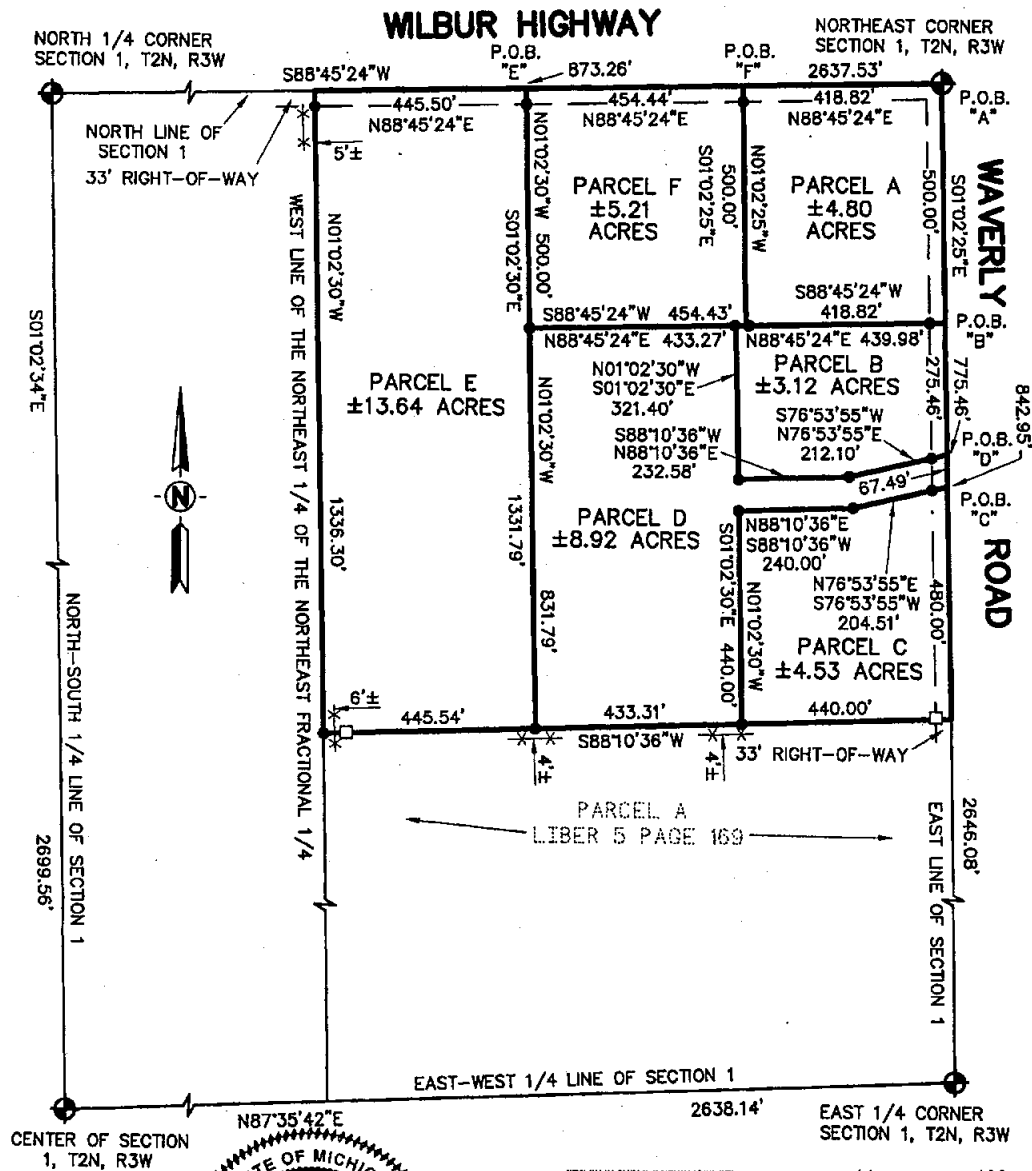 WILBUR HIGHWAY
NORTH 1/4 CORNER
SECTION 1, T2N, R3W
NORTHEAST CORNER
SECTION 1, T2N, R3W
P.O.B.
"E"
P.O.B.
"F"
S88°45'24"W
873.26'
2637.53'
P.O.B.
"A"
445.50'
N88°45'24"E
454.44'
N88°45'24"E
418.82'
N88°45'24"E
NORTH LINE OF
SECTION 1
33' RIGHT-OF-WAY
5'±
WEST LINE OF THE NORTHEAST 1/4 OF THE NORTHEAST FRACTIONAL 1/4
N01°02'30"W
1336.30'
N01°02'30"W 500.00'
S01°02'30"E
PARCEL F
±5.21
ACRES
500.00'
S01°02'25"E
N01°02'25"W
PARCEL A
±4.80
ACRES
500.00'
S01°02'25"E
WAVERLY
ROAD
S88°45'24"W 454.43'
N88°45'24"E 433.27'
S88°45'24"W
418.82'
N88°45'24"E 439.98'
P.O.B.
"B"
PARCEL E
±13.64 ACRES
N01°02'30"W
S01°02'30"E
321.40'
PARCEL B
±3.12 ACRES
275.46'
775.46'
842.95'
S88°10'36"W
N88°10'36"E
232.58'
S76°53'55"W
N76°53'55"E
212.10'
P.O.B.
"D"
67.49'
P.O.B.
"C"
N01°02'30"W
1331.79'
831.79'
PARCEL D
±8.92 ACRES
N88°10'36"E
S88°10'36"W
240.00'
N76°53'55"E
S76°53'55"W
204.51'
S01°02'30"E 440.00'
N01°02'30"W
480.00'
PARCEL C
±4.53 ACRES
6'±
445.54'
433.31'
440.00'
S88°10'36"W
4'±
4'±
33' RIGHT-OF-WAY
S01°02'34"E
NORTH-SOUTH 1/4 LINE OF SECTION 1
2699.56'
N
PARCEL A
LIBER 5 PAGE 169
2646.08'
EAST LINE OF SECTION 1
EAST-WEST 1/4 LINE OF SECTION 1
N87°35'42"E
2638.14'
CENTER OF SECTION
1, T2N, R3W
EAST 1/4 CORNER
SECTION 1, T2N, R3W
OF MICHIG